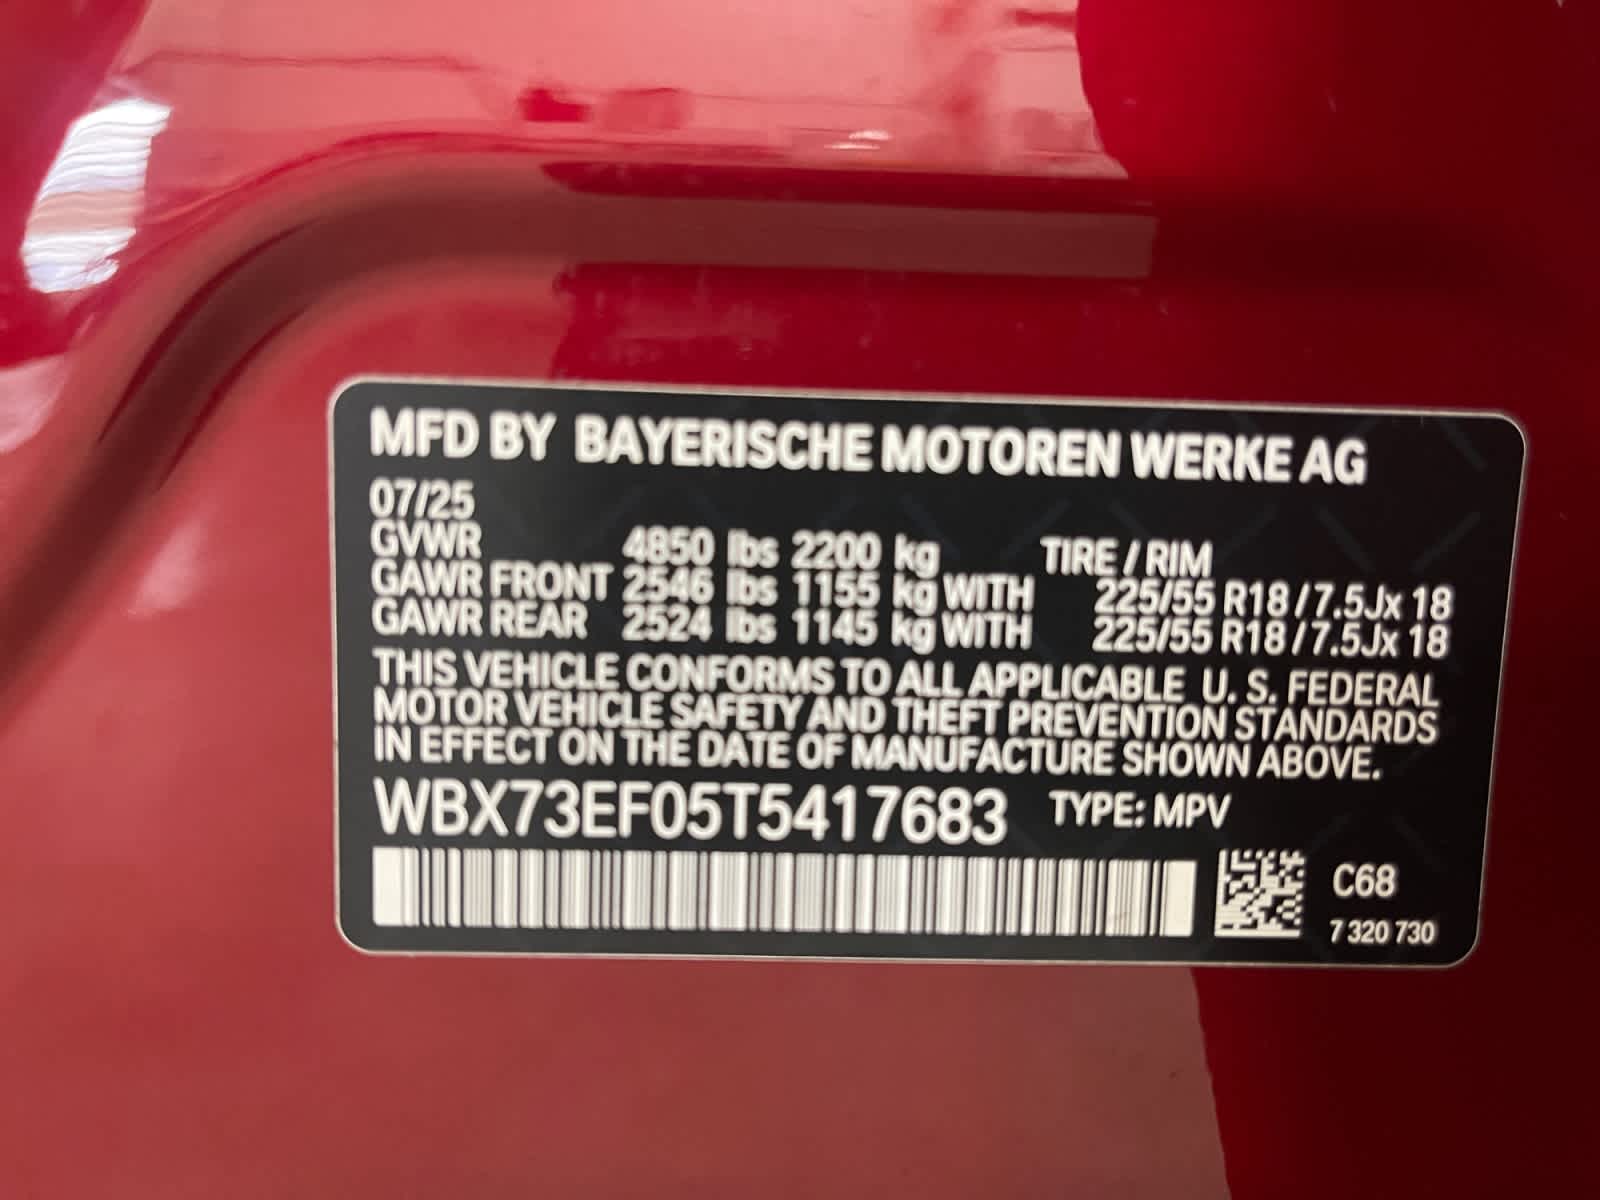 MFD BY BAYERISCHE MOTOREN WERKE AG
07/25
GVWR 4850 lbs 2200 kg TIRE / RIM
GAWR FRONT 2546 lbs 1155 kg WITH 225/55 R18 / 7.5Jx 18
GAWR REAR 2524 lbs 1145 kg WITH 225/55 R18 / 7.5Jx 18
THIS VEHICLE CONFORMS TO ALL APPLICABLE U. S. FEDERAL
MOTOR VEHICLE SAFETY AND THEFT PREVENTION STANDARDS
IN EFFECT ON THE DATE OF MANUFACTURE SHOWN ABOVE.
WBX73EF05T5417683 TYPE: MPV
C68
7 320 730